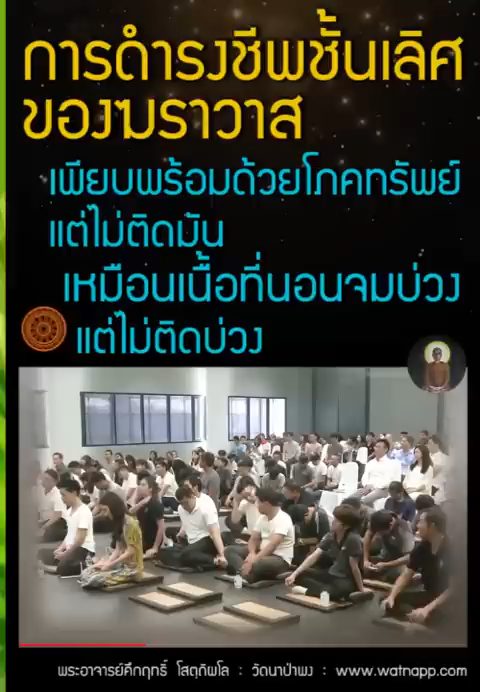 การดำรงชีพชั้นเลิศ
ของฆราวาส
เพียบพร้อมด้วยโภคทรัพย์
แต่ไม่ติดมัน
เหมือนเนื้อที่นอนจมบ่วง
แต่ไม่ติดบ่วง
พระอาจารย์คึกฤทธิ์ โสตฺถิผโล : วัดนาป่าพง : www.watnapp.com